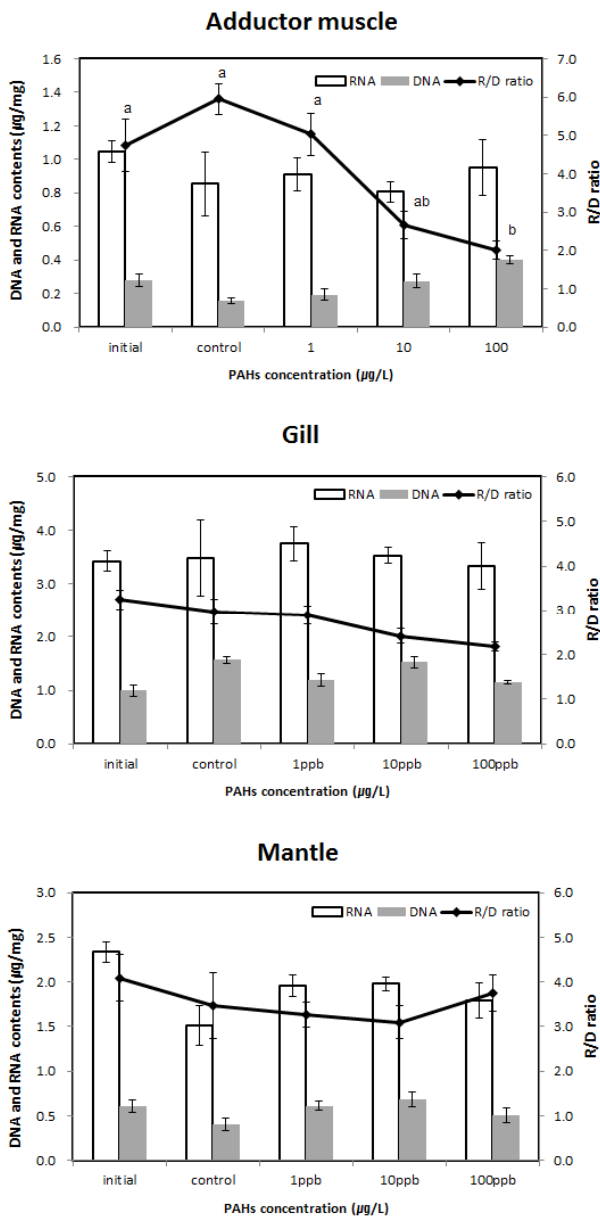 Adductor muscle
1.6
1.4
1.2
1.0
0.8
0.6
0.4
0.2
0.0
DNA and RNA contents (μg/mg)
RNA DNA R/D ratio
a
a
a
ab
b
7.0
6.0
5.0
4.0
3.0
2.0
1.0
0.0
R/D ratio
initial control 1 10 100
PAHs concentration (μg/L)
Gill
5.0
4.0
3.0
2.0
1.0
0.0
DNA and RNA contents (μg/mg)
RNA DNA R/D ratio
6.0
5.0
4.0
3.0
2.0
1.0
0.0
R/D ratio
initial control 1ppb 10ppb 100ppb
PAHs concentration (μg/L)
Mantle
3.0
2.5
2.0
1.5
1.0
0.5
0.0
DNA and RNA contents (μg/mg)
RNA DNA R/D ratio
6.0
5.0
4.0
3.0
2.0
1.0
0.0
R/D ratio
initial control 1ppb 10ppb 100ppb
PAHs concentration (μg/L)